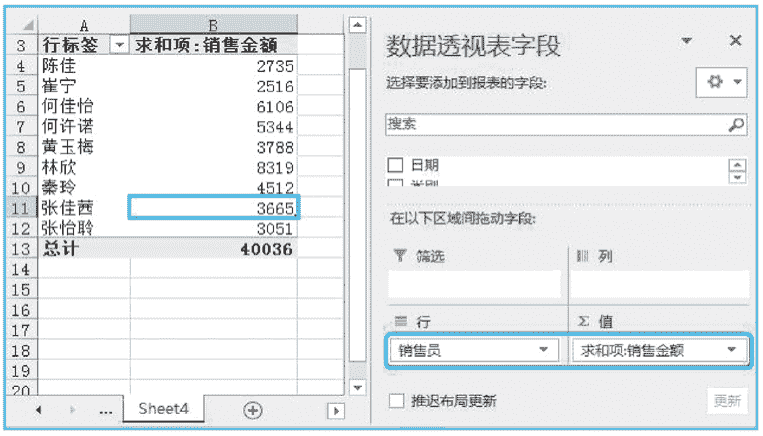 A B
3 行标签 求和项:销售金额
4 陈佳 2735
5 崔宁 2516
6 何佳怡 6106
7 何许诺 5344
8 黄玉梅 3788
9 林欣 8319
10 秦玲 4512
11 张佳茜 3665
12 张怡聆 3051
13 总计 40036
14
15
16
17
18
19
20
... Sheet4
数据透视表字段
选择要添加到报表的字段:
搜索
日期
类别
在以下区域间拖动字段:
筛选
列
行
Σ 值
销售员
求和项:销售金额
推迟布局更新
更新